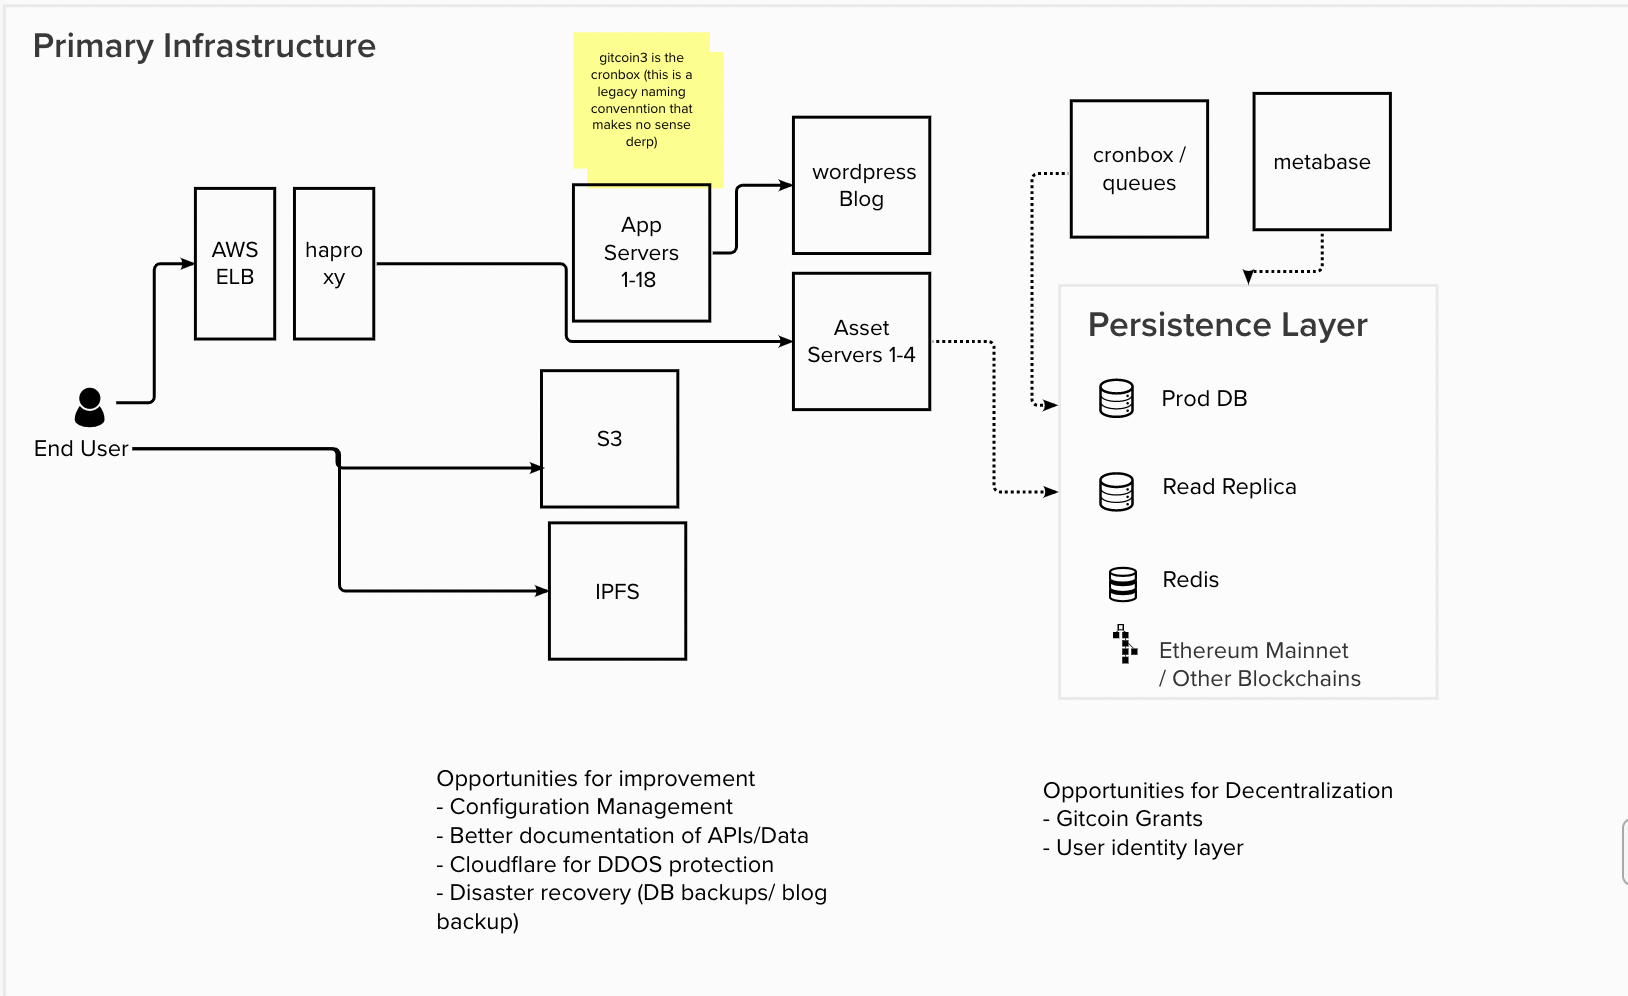 Primary Infrastructure
gitcoin3 is the
cronbox (this is a
legacy naming
convenntion that
makes no sense
derp)
AWS
ELB
hapro
xy
App
Servers
1-18
wordpress
Blog
Asset
Servers 1-4
cronbox /
queues
metabase
End User
S3
IPFS
Persistence Layer
Prod DB
Read Replica
Redis
Ethereum Mainnet
/ Other Blockchains
Opportunities for improvement
- Configuration Management
- Better documentation of APIs/Data
- Cloudflare for DDOS protection
- Disaster recovery (DB backups/ blog
backup)
Opportunities for Decentralization
- Gitcoin Grants
- User identity layer